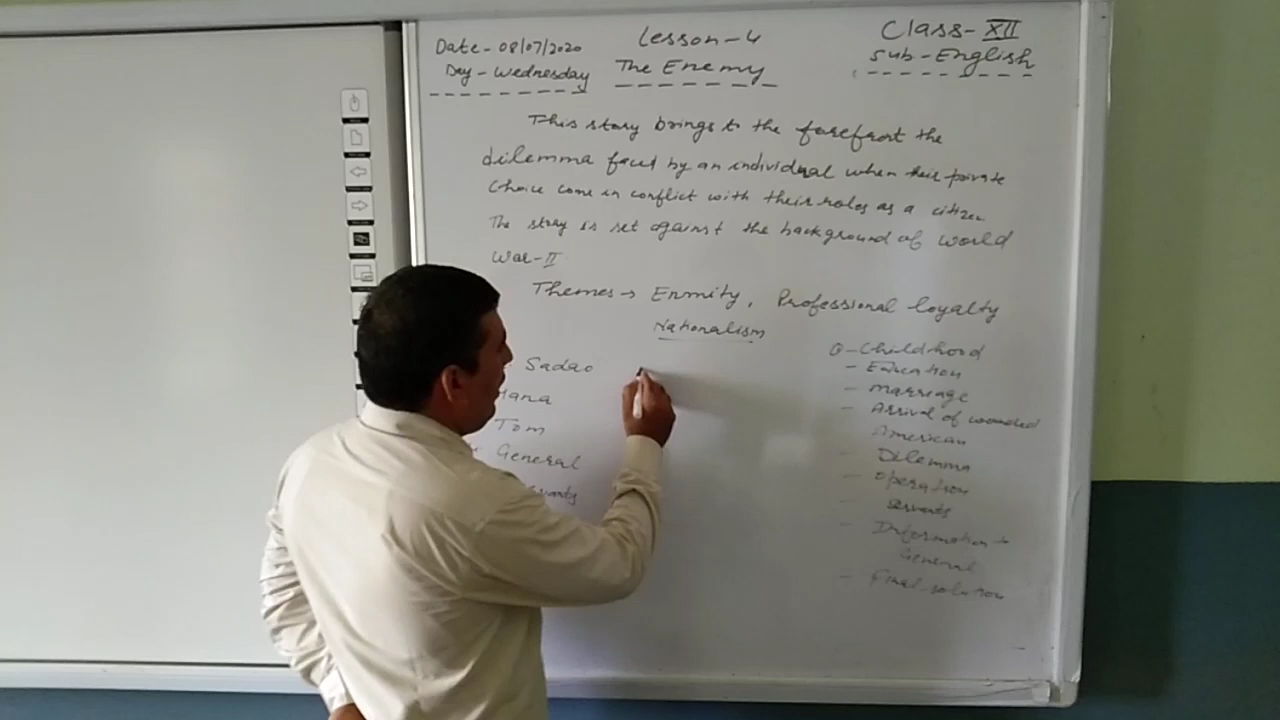 Date - 08/07/2020
Day - Wednesday
Lesson - 4
The Enemy
Class - XII
Sub - English
This story brings to the forefront the
dilemma faced by an individual when their private
choice come in conflict with their roles as a citizen.
The story is set against the background of world
War - II.
Themes → Enmity, Professional loyalty
Nationalism
Sadao
Hana
Tom
General
- Childhood
- Education
- marriage
- Arrival of wounded
American
- Dilemma
- operation
- servants
- Information to
General
- Final solution